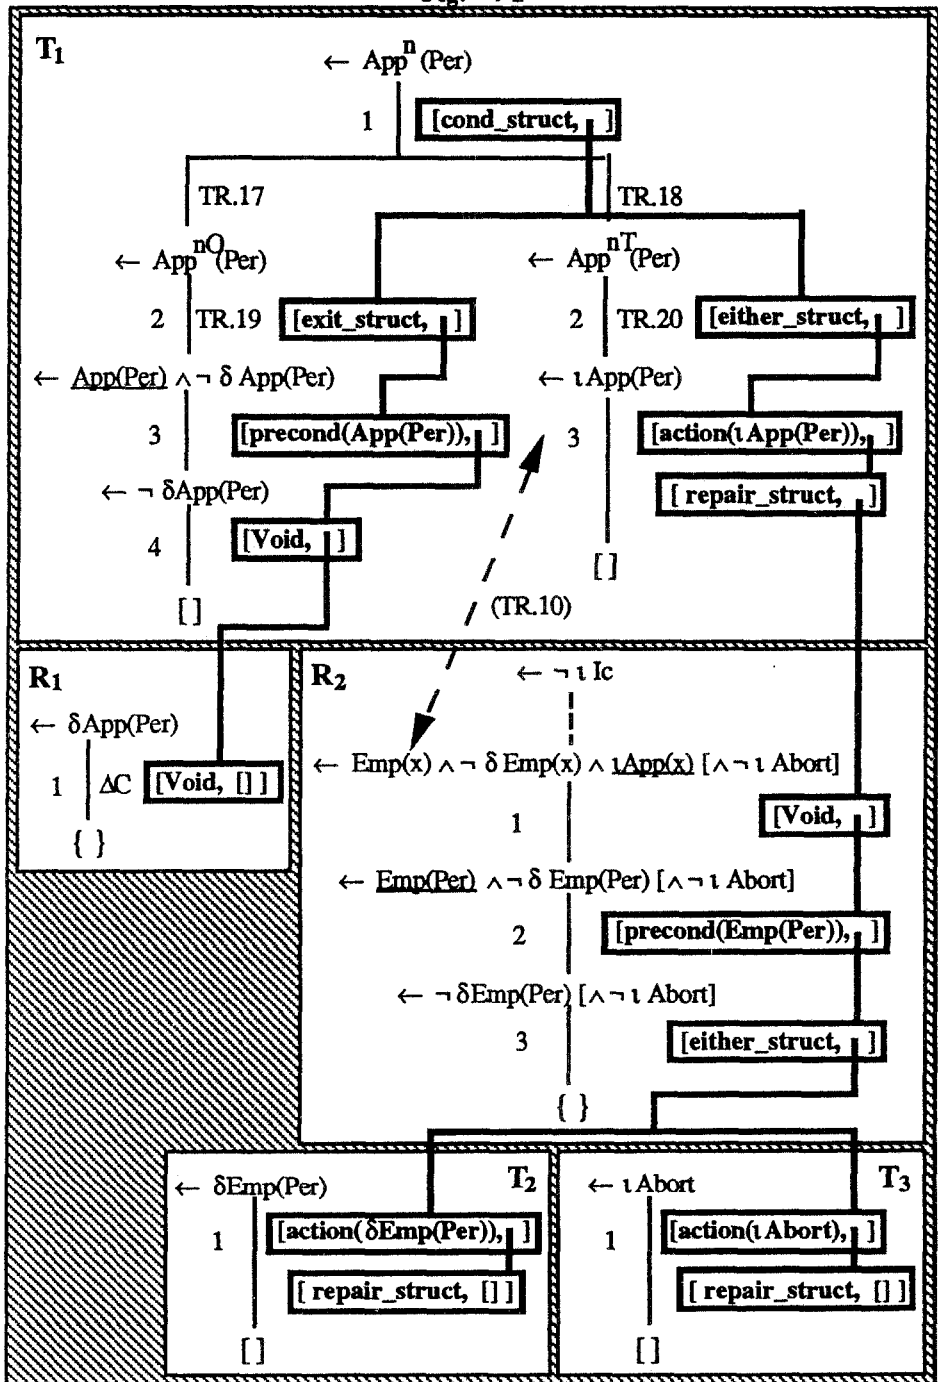 T₁
← Appⁿ (Per)
1 [cond_struct, ]
TR.17 TR.18
← App^nO(Per) ← App^nT(Per)
2 TR.19 [exit_struct, ] 2 TR.20 [either_struct, ]
← App(Per) ∧ ¬ δ App(Per) ← ι App(Per)
3 [precond(App(Per)), ] 3 [action(ι App(Per)), ]
← ¬ δApp(Per) [ repair_struct, ]
4 [Void, ]
[ ]
[ ] (TR.10)
R₁ R₂ ← ¬ ι Ic
← δApp(Per)
← Emp(x) ∧ ¬ δ Emp(x) ∧ ιApp(x) [∧ ¬ ι Abort]
1 ΔC [Void, [] ]
1 [Void, ]
{ }
← Emp(Per) ∧ ¬ δ Emp(Per) [∧ ¬ ι Abort]
2 [precond(Emp(Per)), ]
← ¬ δEmp(Per) [∧ ¬ ι Abort]
3 [either_struct, ]
{ }
← δEmp(Per) T₂ ← ι Abort T₃
1 [action(δEmp(Per)), ] 1 [action(ι Abort), ]
[ repair_struct, [] ] [ repair_struct, [] ]
[ ] [ ]